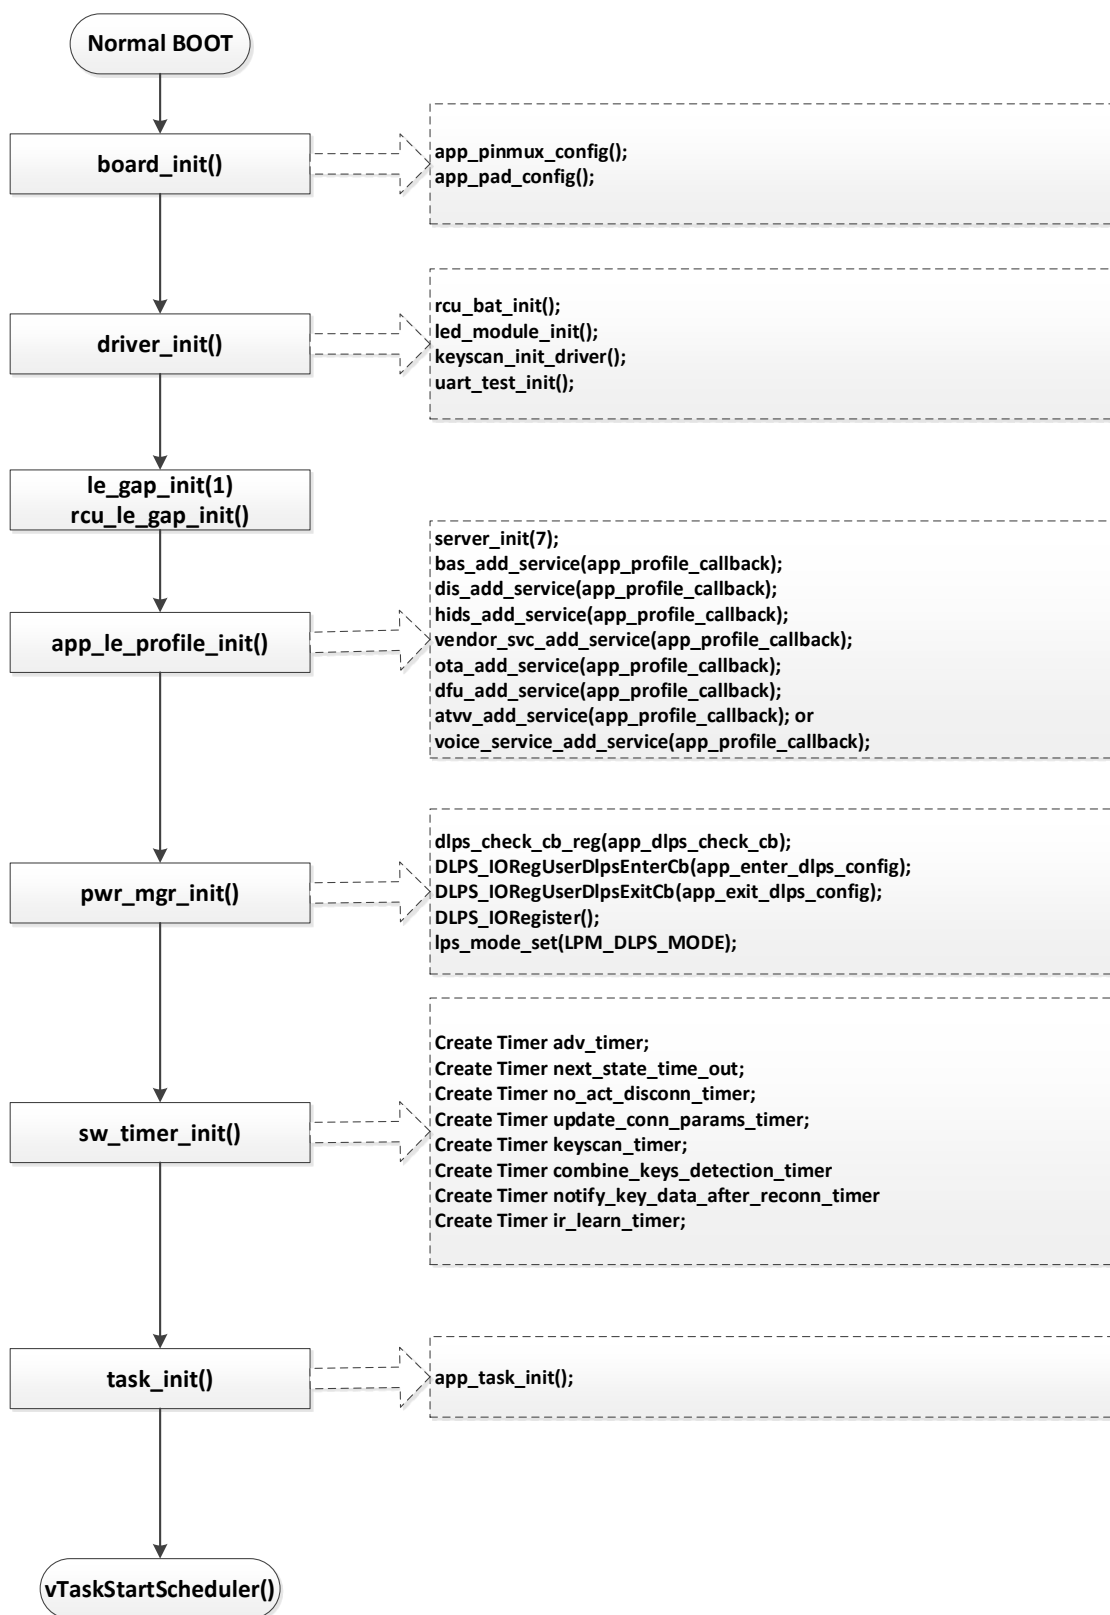 Normal BOOT
board_init()
app_pinmux_config();
app_pad_config();
driver_init()
rcu_bat_init();
led_module_init();
keyscan_init_driver();
uart_test_init();
le_gap_init(1)
rcu_le_gap_init()
app_le_profile_init()
server_init(7);
bas_add_service(app_profile_callback);
dis_add_service(app_profile_callback);
hids_add_service(app_profile_callback);
vendor_svc_add_service(app_profile_callback);
ota_add_service(app_profile_callback);
dfu_add_service(app_profile_callback);
atvv_add_service(app_profile_callback); or
voice_service_add_service(app_profile_callback);
pwr_mgr_init()
dlps_check_cb_reg(app_dlps_check_cb);
DLPS_IORegUserDlpsEnterCb(app_enter_dlps_config);
DLPS_IORegUserDlpsExitCb(app_exit_dlps_config);
DLPS_IORegister();
lps_mode_set(LPM_DLPS_MODE);
sw_timer_init()
Create Timer adv_timer;
Create Timer next_state_time_out;
Create Timer no_act_disconn_timer;
Create Timer update_conn_params_timer;
Create Timer keyscan_timer;
Create Timer combine_keys_detection_timer
Create Timer notify_key_data_after_reconn_timer
Create Timer ir_learn_timer;
task_init()
app_task_init();
vTaskStartScheduler()